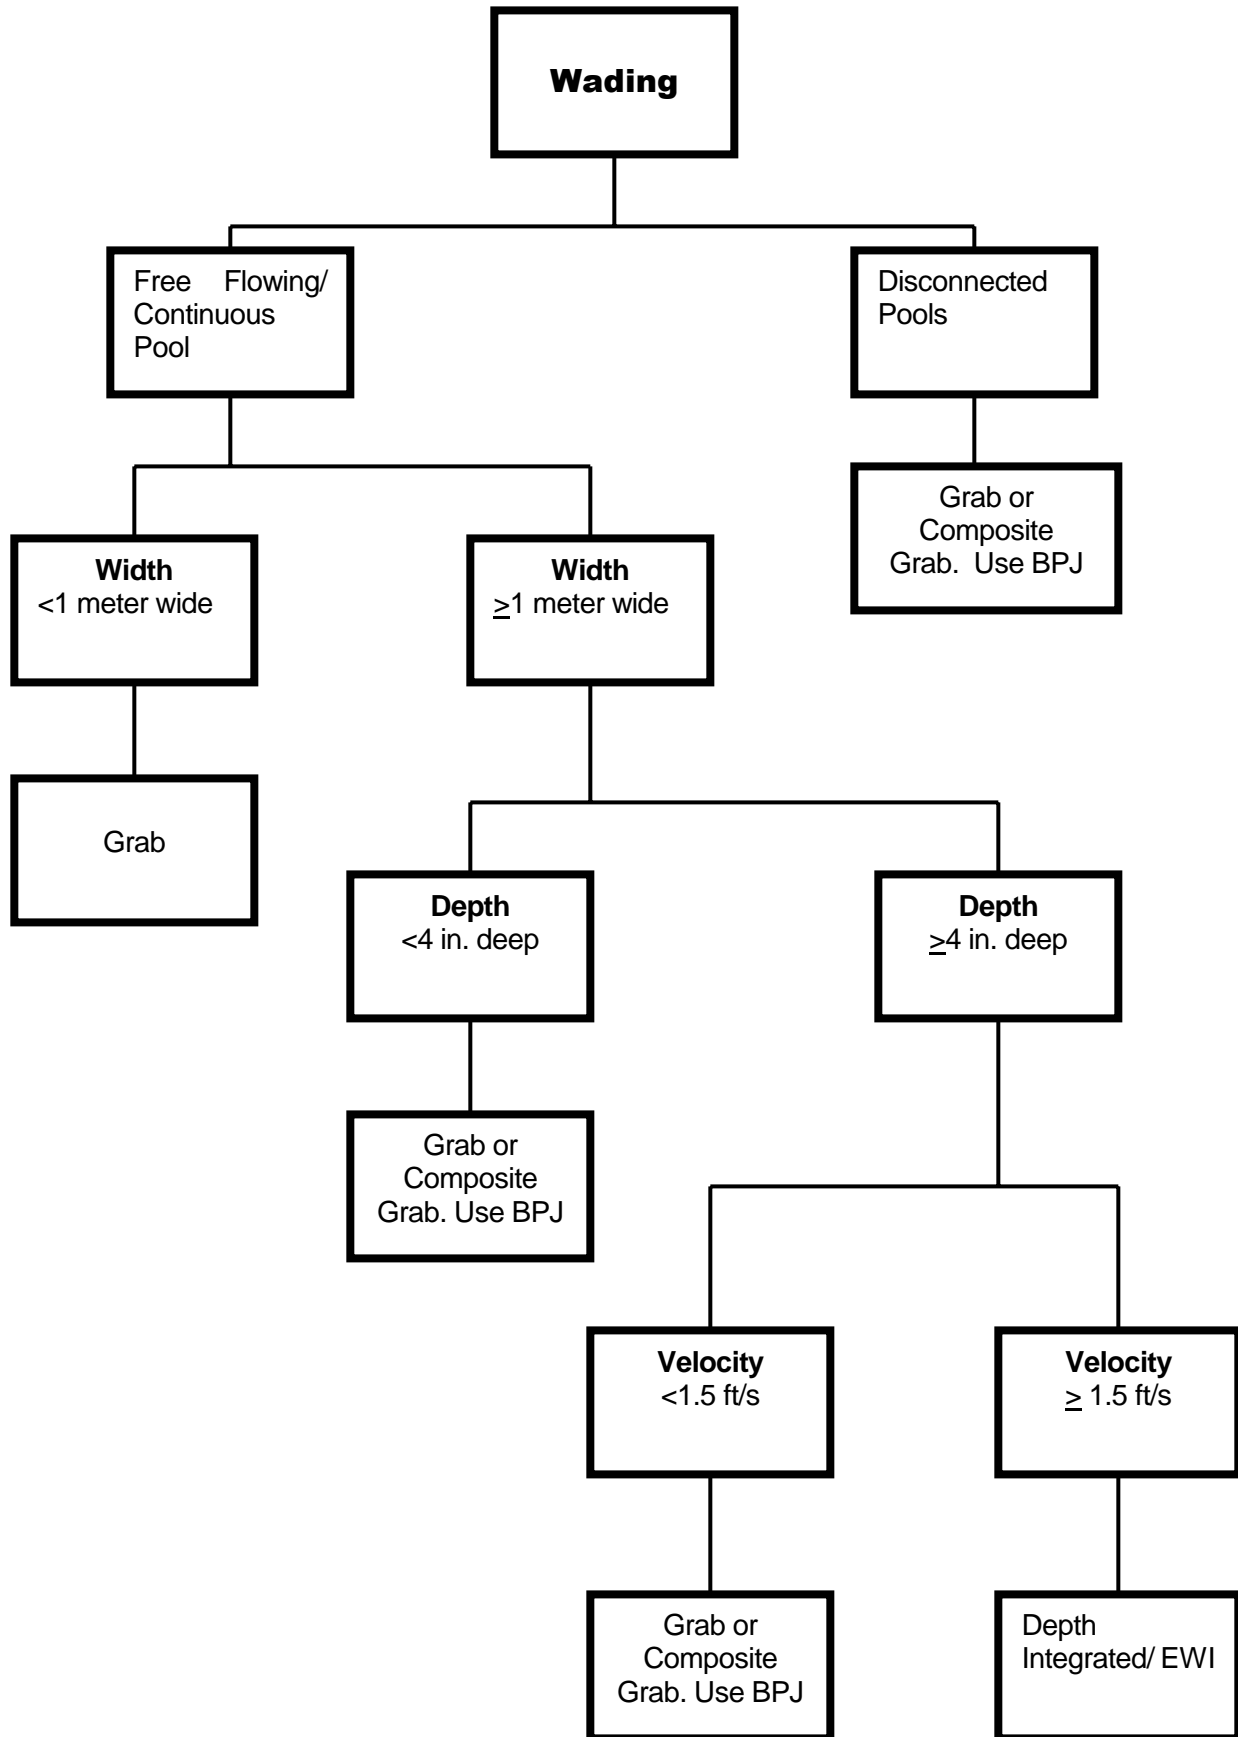 Wading
Free Flowing/
Continuous
Pool
Disconnected
Pools
Grab or
Composite
Grab. Use BPJ
Width
<1 meter wide
Width
≥1 meter wide
Grab
Depth
<4 in. deep
Depth
≥4 in. deep
Grab or
Composite
Grab. Use BPJ
Velocity
<1.5 ft/s
Velocity
≥ 1.5 ft/s
Grab or
Composite
Grab. Use BPJ
Depth
Integrated/ EWI